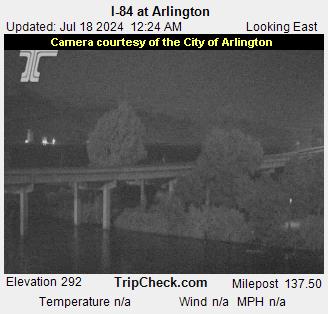 I-84 at Arlington
Updated: Jul 18 2024 12:24 AM Looking East
Camera courtesy of the City of Arlington
Elevation 292 TripCheck.com Milepost 137.50
Temperature n/a Wind n/a MPH n/a